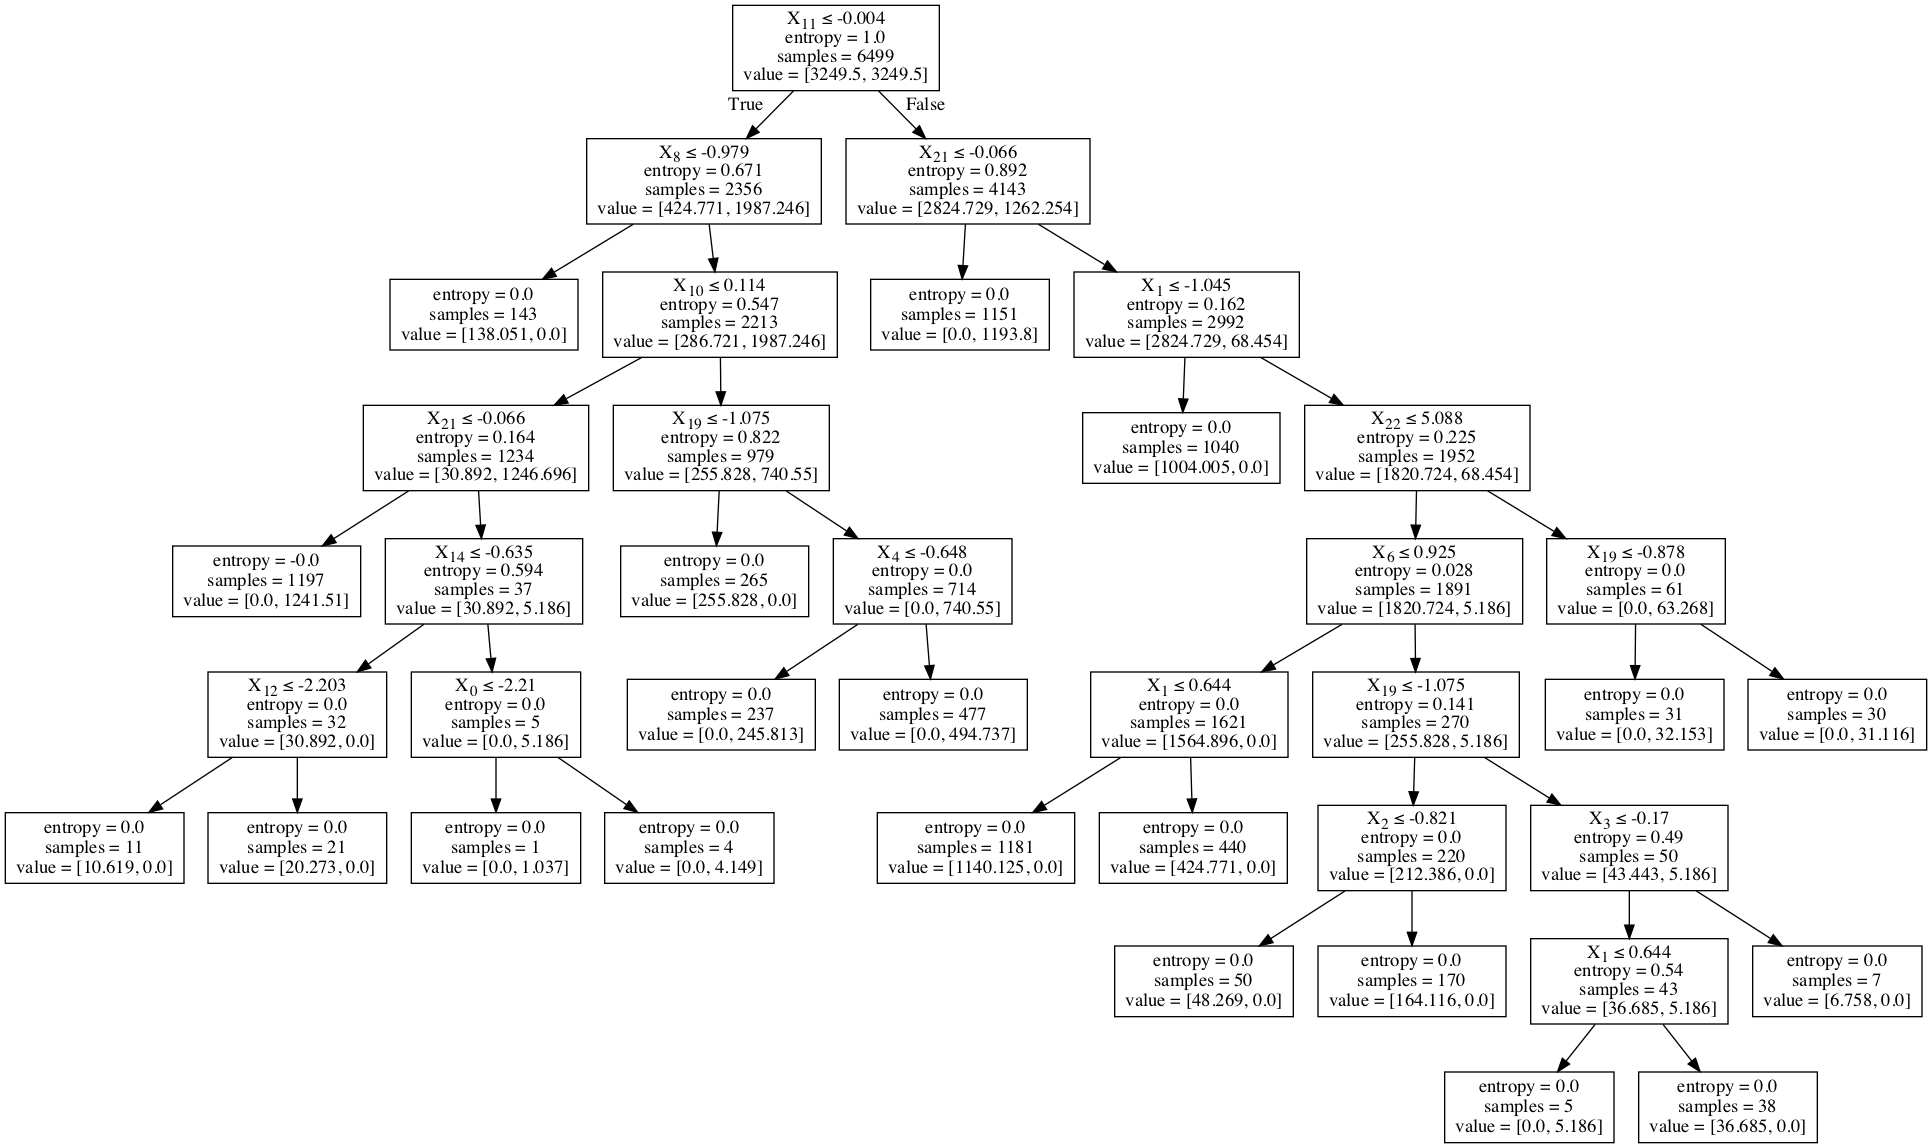 X11 ≤ -0.004
entropy = 1.0
samples = 6499
value = [3249.5, 3249.5]
True
False
X8 ≤ -0.979
entropy = 0.671
samples = 2356
value = [424.771, 1987.246]
X21 ≤ -0.066
entropy = 0.892
samples = 4143
value = [2824.729, 1262.254]
entropy = 0.0
samples = 143
value = [138.051, 0.0]
X10 ≤ 0.114
entropy = 0.547
samples = 2213
value = [286.721, 1987.246]
entropy = 0.0
samples = 1151
value = [0.0, 1193.8]
X1 ≤ -1.045
entropy = 0.162
samples = 2992
value = [2824.729, 68.454]
X21 ≤ -0.066
entropy = 0.164
samples = 1234
value = [30.892, 1246.696]
X19 ≤ -1.075
entropy = 0.822
samples = 979
value = [255.828, 740.55]
entropy = 0.0
samples = 1040
value = [1004.005, 0.0]
X22 ≤ 5.088
entropy = 0.225
samples = 1952
value = [1820.724, 68.454]
entropy = -0.0
samples = 1197
value = [0.0, 1241.51]
X14 ≤ -0.635
entropy = 0.594
samples = 37
value = [30.892, 5.186]
entropy = 0.0
samples = 265
value = [255.828, 0.0]
X4 ≤ -0.648
entropy = 0.0
samples = 714
value = [0.0, 740.55]
X6 ≤ 0.925
entropy = 0.028
samples = 1891
value = [1820.724, 5.186]
X19 ≤ -0.878
entropy = 0.0
samples = 61
value = [0.0, 63.268]
X12 ≤ -2.203
entropy = 0.0
samples = 32
value = [30.892, 0.0]
X0 ≤ -2.21
entropy = 0.0
samples = 5
value = [0.0, 5.186]
entropy = 0.0
samples = 237
value = [0.0, 245.813]
entropy = 0.0
samples = 477
value = [0.0, 494.737]
X1 ≤ 0.644
entropy = 0.0
samples = 1621
value = [1564.896, 0.0]
X19 ≤ -1.075
entropy = 0.141
samples = 270
value = [255.828, 5.186]
entropy = 0.0
samples = 31
value = [0.0, 32.153]
entropy = 0.0
samples = 30
value = [0.0, 31.116]
entropy = 0.0
samples = 11
value = [10.619, 0.0]
entropy = 0.0
samples = 21
value = [20.273, 0.0]
entropy = 0.0
samples = 1
value = [0.0, 1.037]
entropy = 0.0
samples = 4
value = [0.0, 4.149]
entropy = 0.0
samples = 1181
value = [1140.125, 0.0]
entropy = 0.0
samples = 440
value = [424.771, 0.0]
X2 ≤ -0.821
entropy = 0.0
samples = 220
value = [212.386, 0.0]
X3 ≤ -0.17
entropy = 0.49
samples = 50
value = [43.443, 5.186]
entropy = 0.0
samples = 50
value = [48.269, 0.0]
entropy = 0.0
samples = 170
value = [164.116, 0.0]
X1 ≤ 0.644
entropy = 0.54
samples = 43
value = [36.685, 5.186]
entropy = 0.0
samples = 7
value = [6.758, 0.0]
entropy = 0.0
samples = 5
value = [0.0, 5.186]
entropy = 0.0
samples = 38
value = [36.685, 0.0]